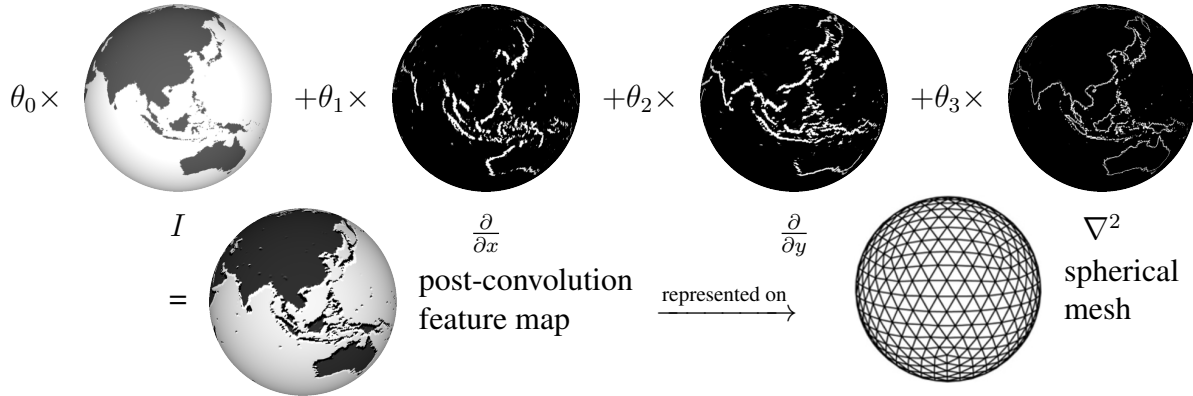 θ₀× +θ₁× +θ₂× +θ₃×
I ∂/∂x ∂/∂y ∇²
= post-convolution feature map represented on spherical mesh